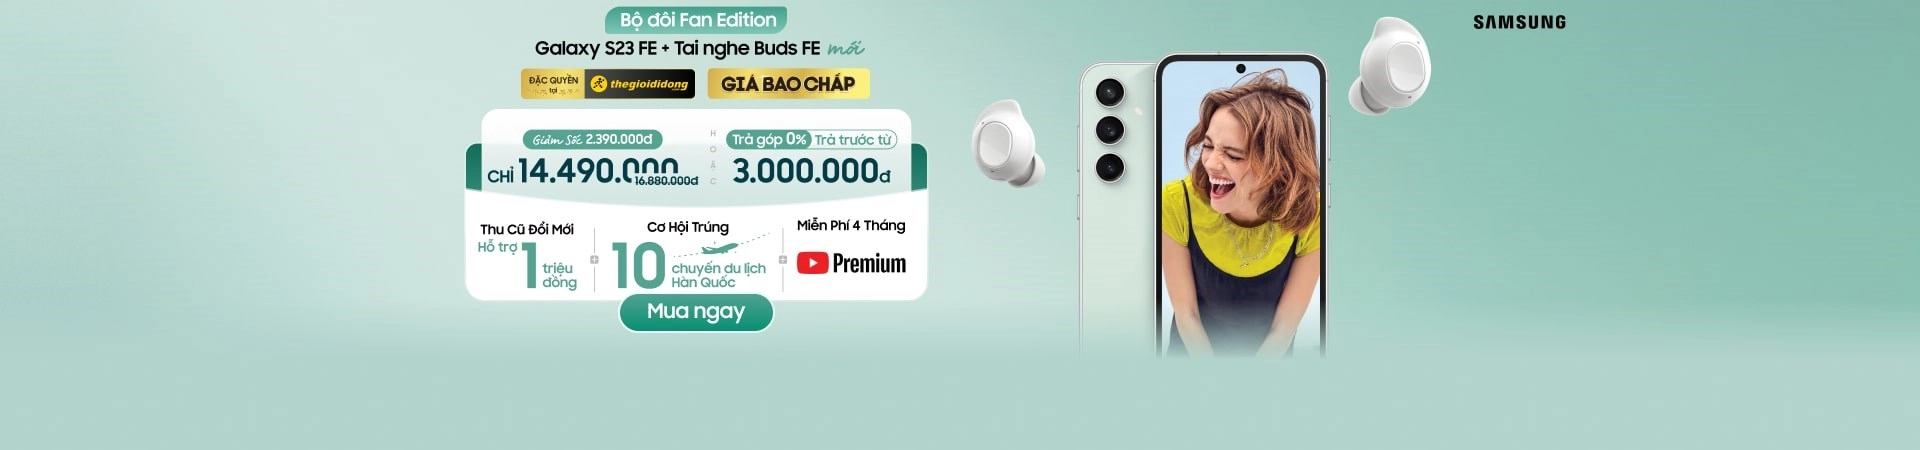 Bộ đôi Fan Edition
SAMSUNG
Galaxy S23 FE + Tai nghe Buds FE mới
ĐẶC QUYỀN
tại
thegioididong
.com
GIÁ BAO CHÁP
Giảm Sốc 2.390.000đ
CHỈ 14.490.000
16.880.000đ
HOẶC
Trả góp 0% Trả trước từ
3.000.000đ
Thu Cũ Đổi Mới
Hỗ trợ 1 triệu đồng
Cơ Hội Trúng
10 chuyến du lịch Hàn Quốc
Miễn Phí 4 Tháng
Premium
Mua ngay